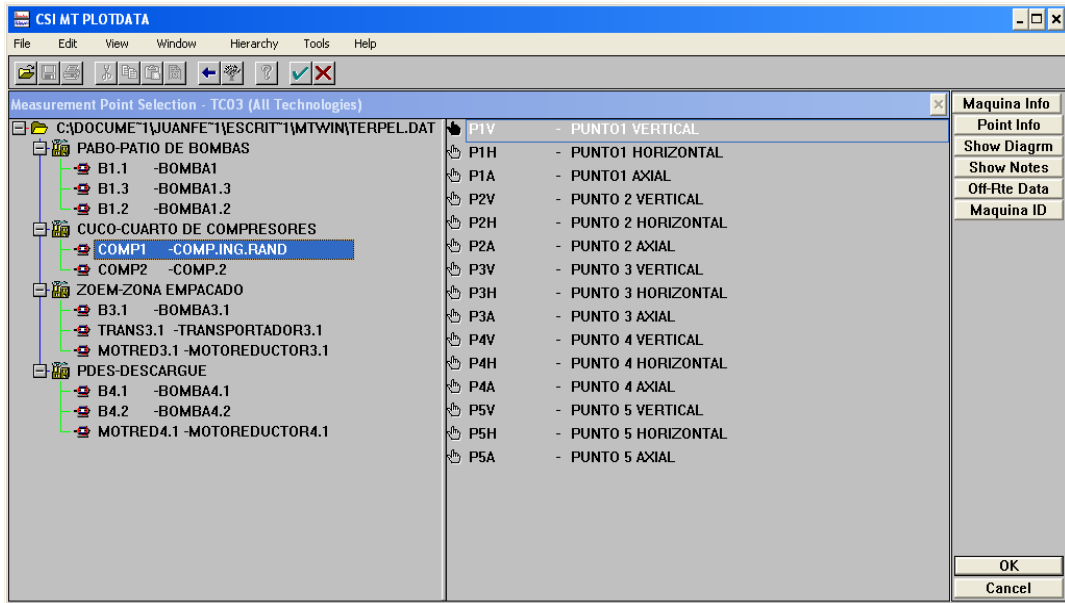 CSI MT PLOTDATA
File Edit View Window Hierarchy Tools Help
Measurement Point Selection - TC03 (All Technologies)
C:\DOCUME~1\JUANFE~1\ESCRIT~1\MTWIN\TERPEL.DAT
PABO-PATIO DE BOMBAS
B1.1 -BOMBA1
B1.3 -BOMBA1.3
B1.2 -BOMBA1.2
CUCO-CUARTO DE COMPRESORES
COMP1 -COMP.ING.RAND
COMP2 -COMP.2
ZOEM-ZONA EMPACADO
B3.1 -BOMBA3.1
TRANS3.1 -TRANSPORTADOR3.1
MOTRED3.1 -MOTOREDUCTOR3.1
PDES-DESCARGUE
B4.1 -BOMBA4.1
B4.2 -BOMBA4.2
MOTRED4.1 -MOTOREDUCTOR4.1
P1V - PUNTO1 VERTICAL
P1H - PUNTO1 HORIZONTAL
P1A - PUNTO1 AXIAL
P2V - PUNTO 2 VERTICAL
P2H - PUNTO 2 HORIZONTAL
P2A - PUNTO 2 AXIAL
P3V - PUNTO 3 VERTICAL
P3H - PUNTO 3 HORIZONTAL
P3A - PUNTO 3 AXIAL
P4V - PUNTO 4 VERTICAL
P4H - PUNTO 4 HORIZONTAL
P4A - PUNTO 4 AXIAL
P5V - PUNTO 5 VERTICAL
P5H - PUNTO 5 HORIZONTAL
P5A - PUNTO 5 AXIAL
Maquina Info
Point Info
Show Diagrm
Show Notes
Off-Rte Data
Maquina ID
OK
Cancel